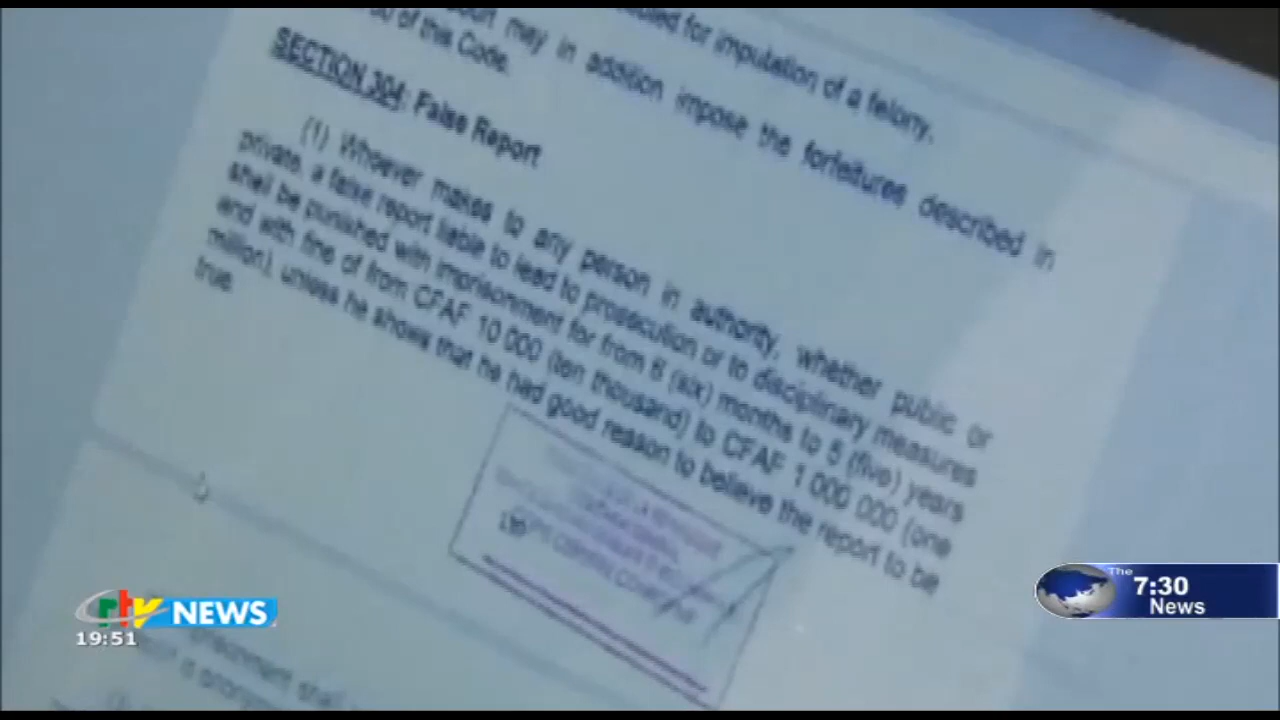 for imputation of a felony.
may in addition impose the forfeitures described in
of this Code.
SECTION 304: False Report
(1) Whoever makes to any person in authority, whether public or
private, a false report liable to lead to prosecution or to disciplinary measures
shall be punished with imprisonment for from 6 (six) months to 5 (five) years
and with fine of from CFAF 10 000 (ten thousand) to CFAF 1 000 000 (one
million), unless he shows that he had good reason to believe the report to be
true.
NEWS
19:51
The
7:30
News